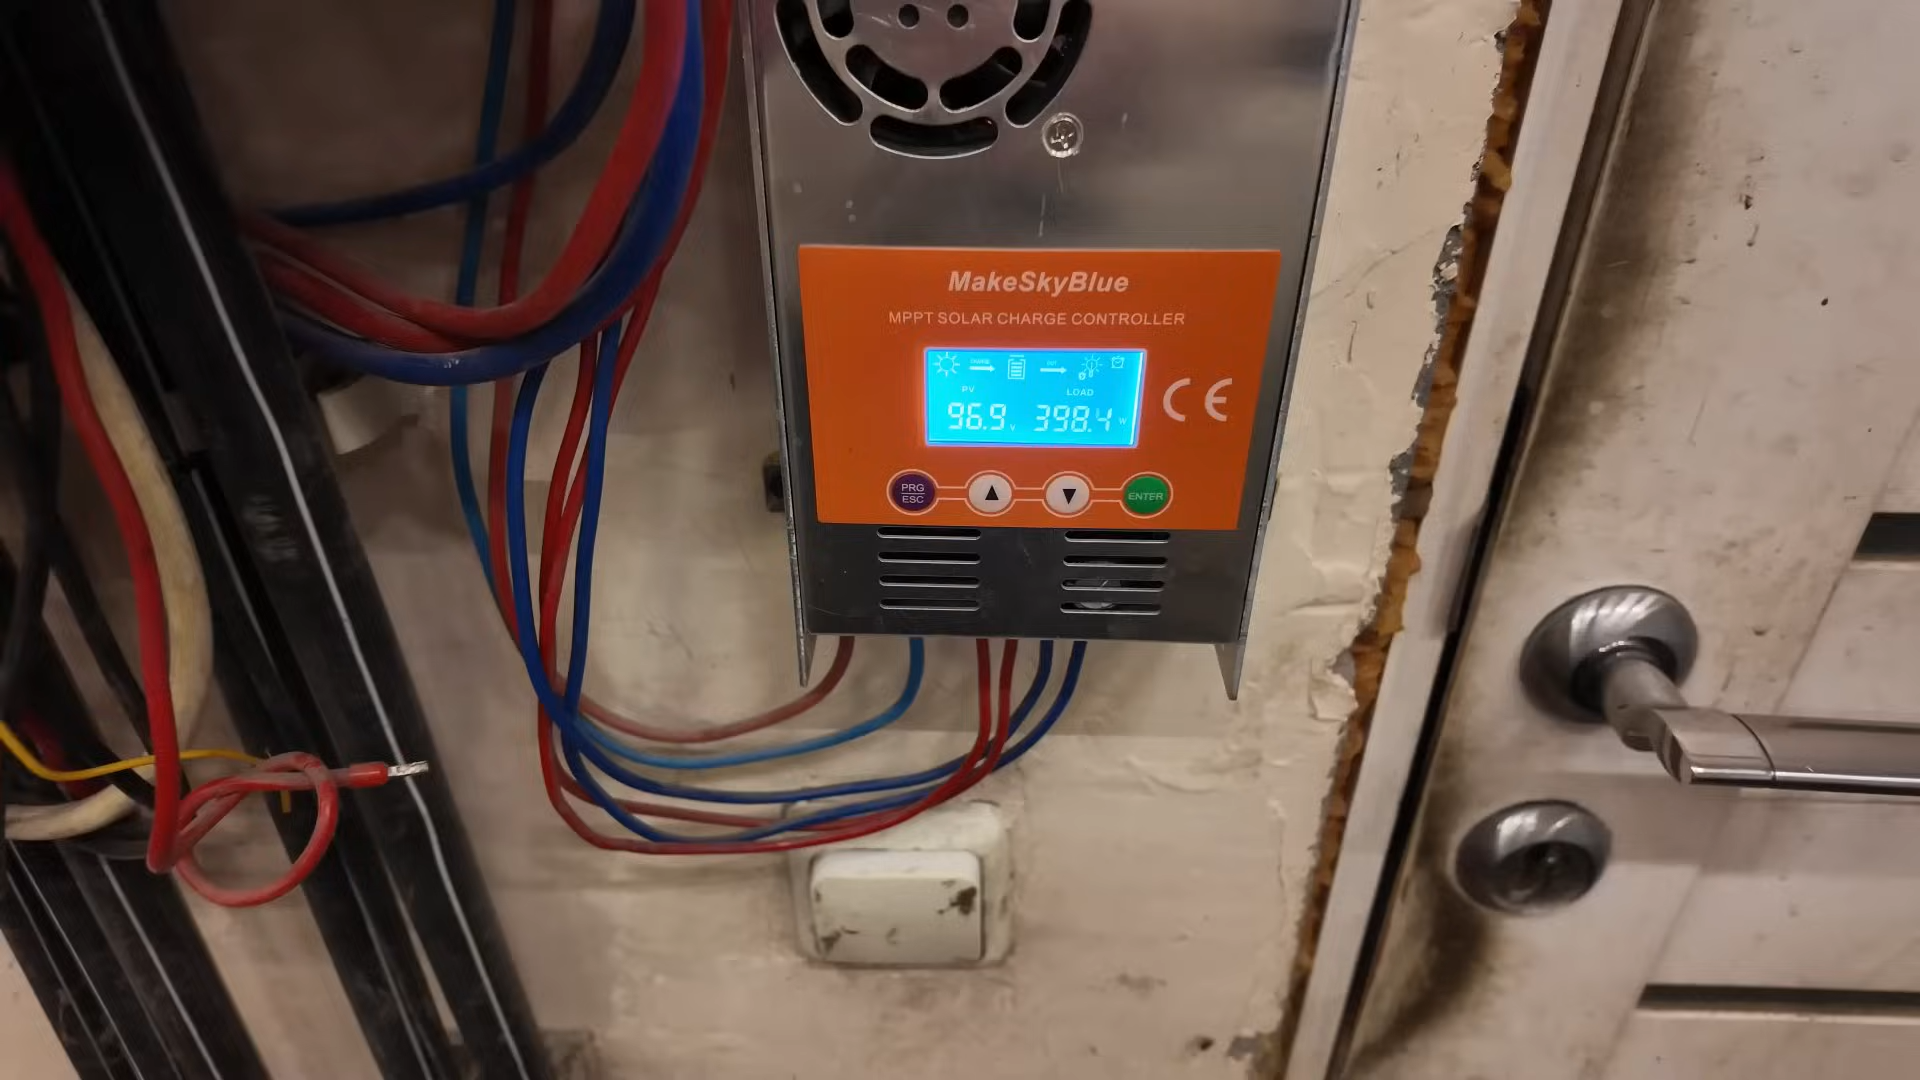 MakeSkyBlue
MPPT SOLAR CHARGE CONTROLLER
PV LOAD
96.9 V 398.4 W
CE
PRG
ESC
ENTER